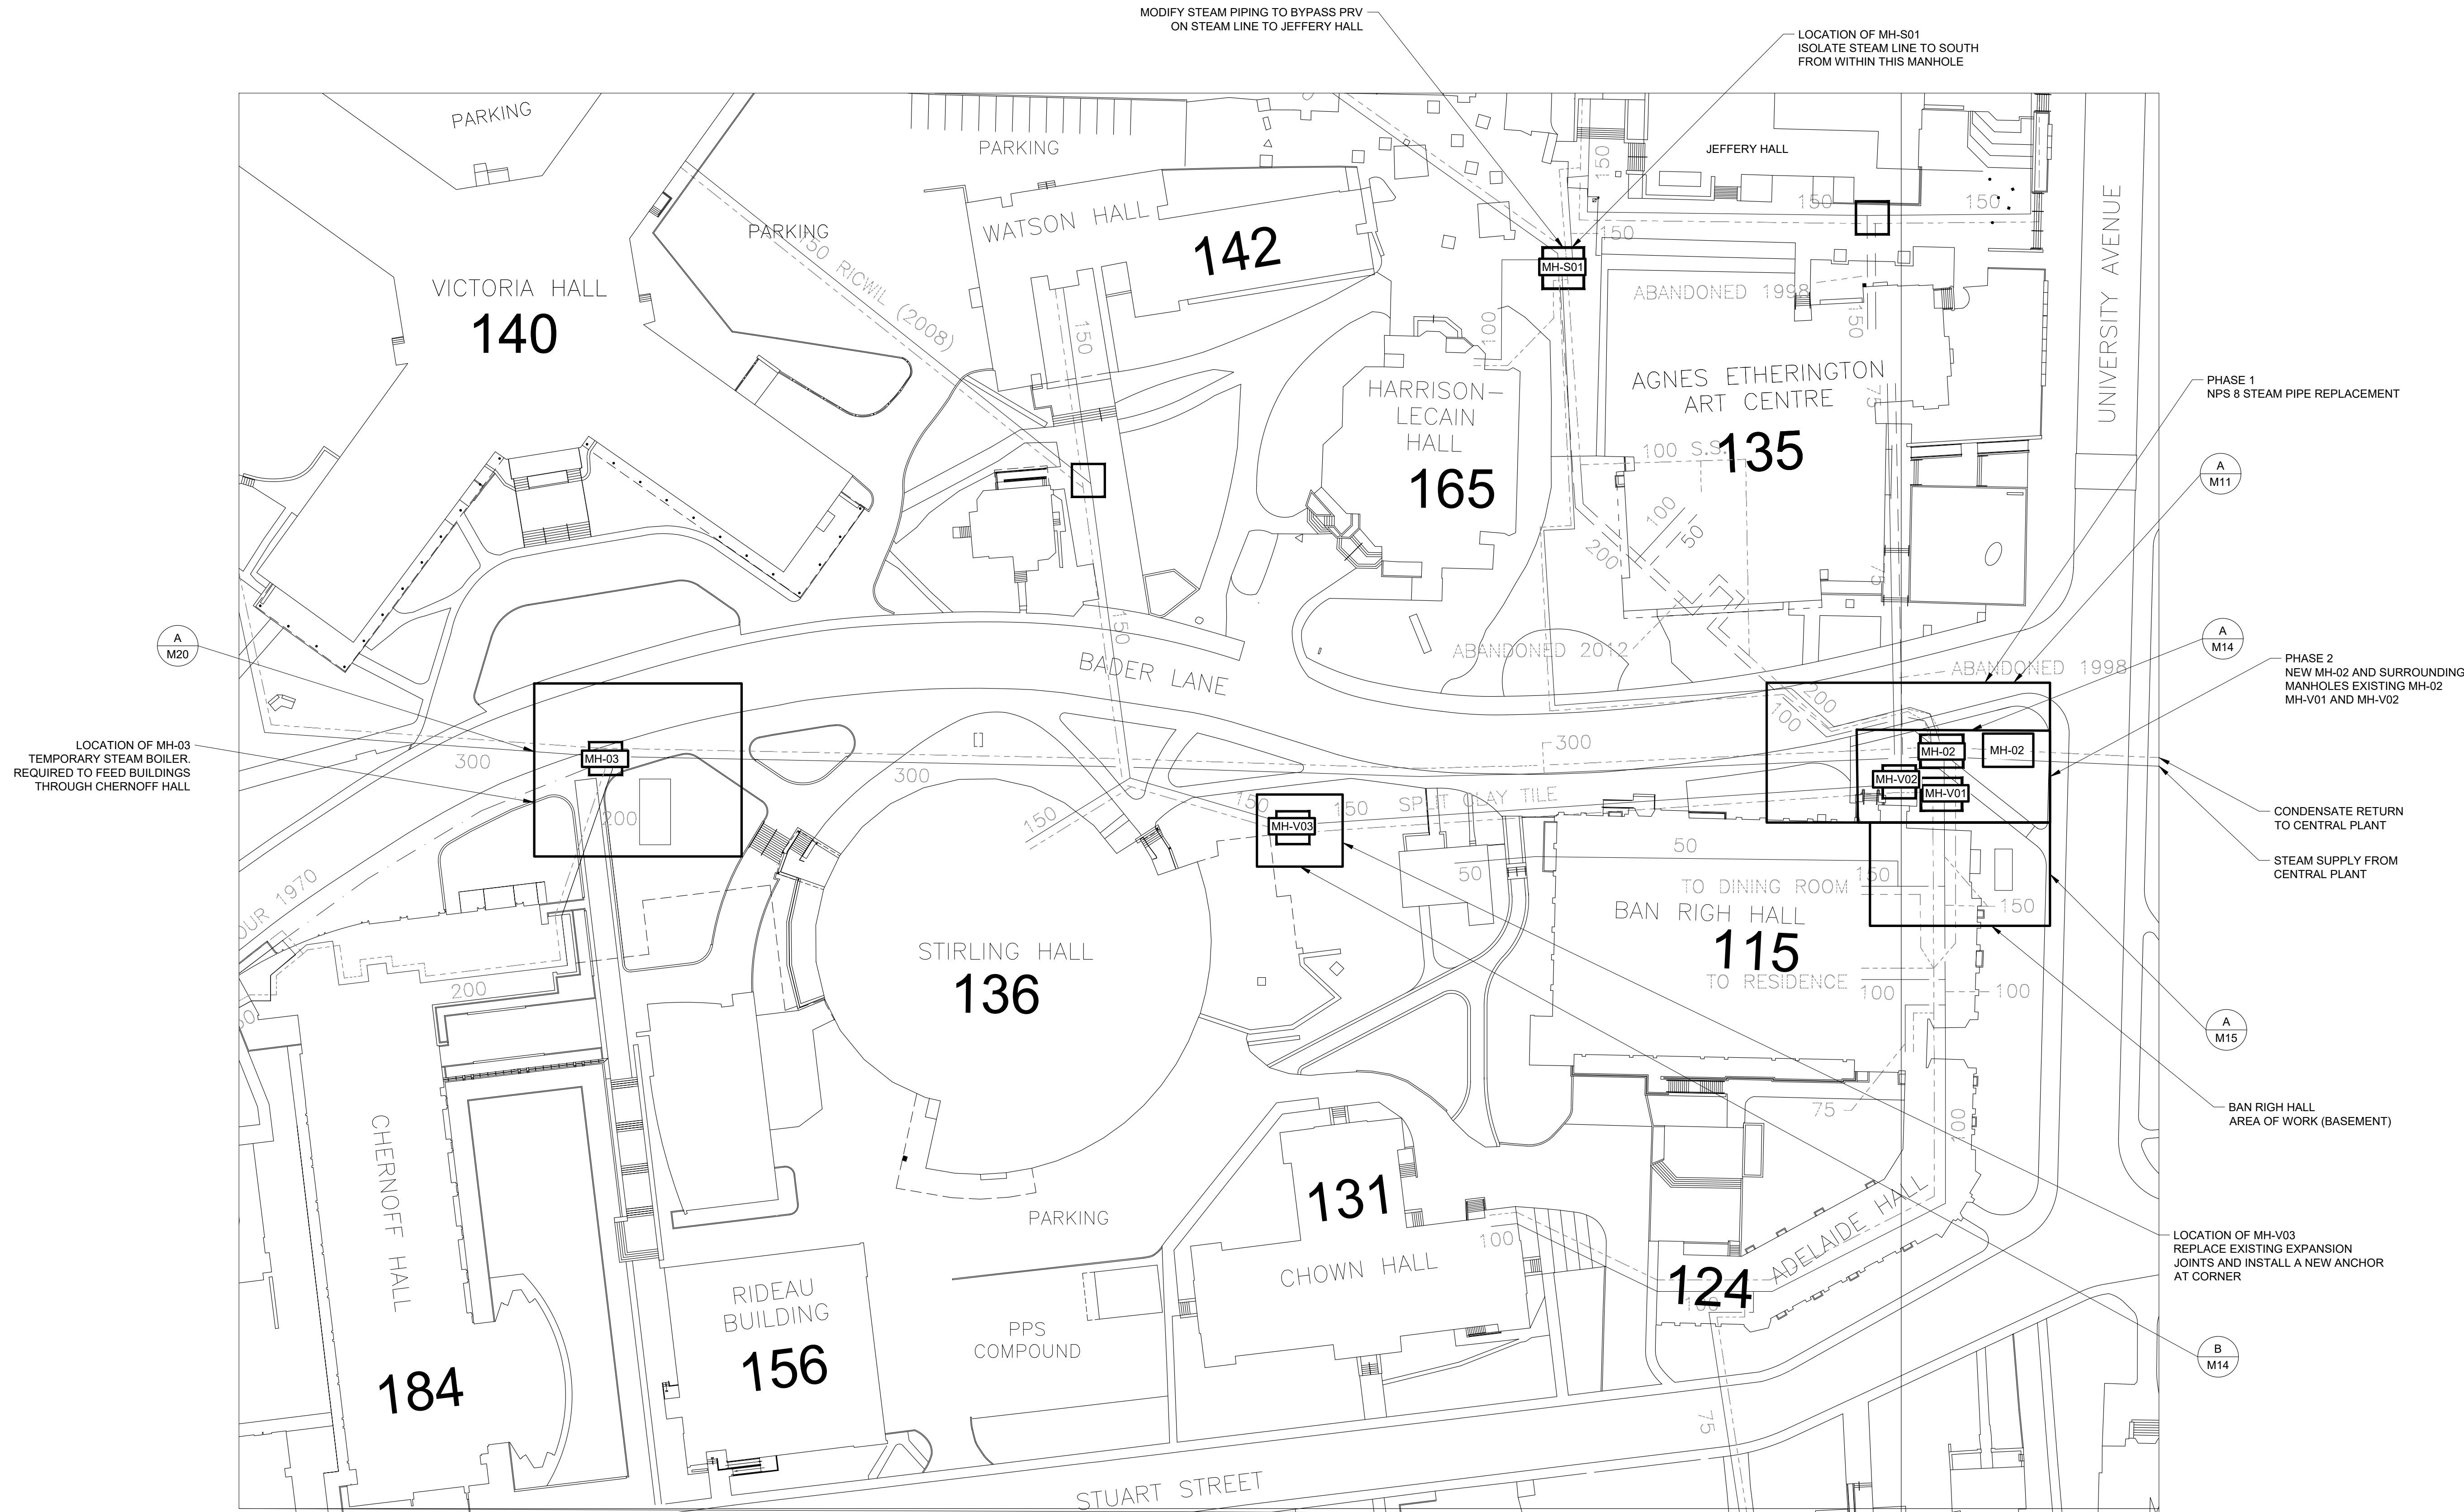 MODIFY STEAM PIPING TO BYPASS PRV
ON STEAM LINE TO JEFFERY HALL
LOCATION OF MH-S01
ISOLATE STEAM LINE TO SOUTH
FROM WITHIN THIS MANHOLE
PARKING
PARKING
JEFFERY HALL
150
150
150
WATSON HALL
142
PARKING
150 RICWIL (2008)
150
MH-S01
UNIVERSITY AVENUE
VICTORIA HALL
140
ABANDONED 1998
150
150
100
HARRISON-
LECAIN
HALL
165
AGNES ETHERINGTON
ART CENTRE
135
75
100 S.S.
100
50
200
75
PHASE 1
NPS 8 STEAM PIPE REPLACEMENT
A
M11
A
M20
150
BADER LANE
ABANDONED 2012
ABANDONED 1998
A
M14
PHASE 2
NEW MH-02 AND SURROUNDING
MANHOLES EXISTING MH-02
MH-V01 AND MH-V02
200
100
LOCATION OF MH-03
TEMPORARY STEAM BOILER.
REQUIRED TO FEED BUILDINGS
THROUGH CHERNOFF HALL
300
MH-03
300
300
MH-02
MH-02
MH-V02
MH-V01
200
150
150
MH-V03
150
SPLIT CLAY TILE
CONDENSATE RETURN
TO CENTRAL PLANT
STEAM SUPPLY FROM
CENTRAL PLANT
50
50
TO DINING ROOM
150
150
BAN RIGH HALL
115
TO RESIDENCE
100
100
OUR 1970
STIRLING HALL
136
200
A
M15
BAN RIGH HALL
AREA OF WORK (BASEMENT)
75
100
CHERNOFF HALL
184
131
CHOWN HALL
PARKING
100
ADELAIDE HALL
124
100
LOCATION OF MH-V03
REPLACE EXISTING EXPANSION
JOINTS AND INSTALL A NEW ANCHOR
AT CORNER
RIDEAU
BUILDING
156
PPS
COMPOUND
B
M14
75
STUART STREET